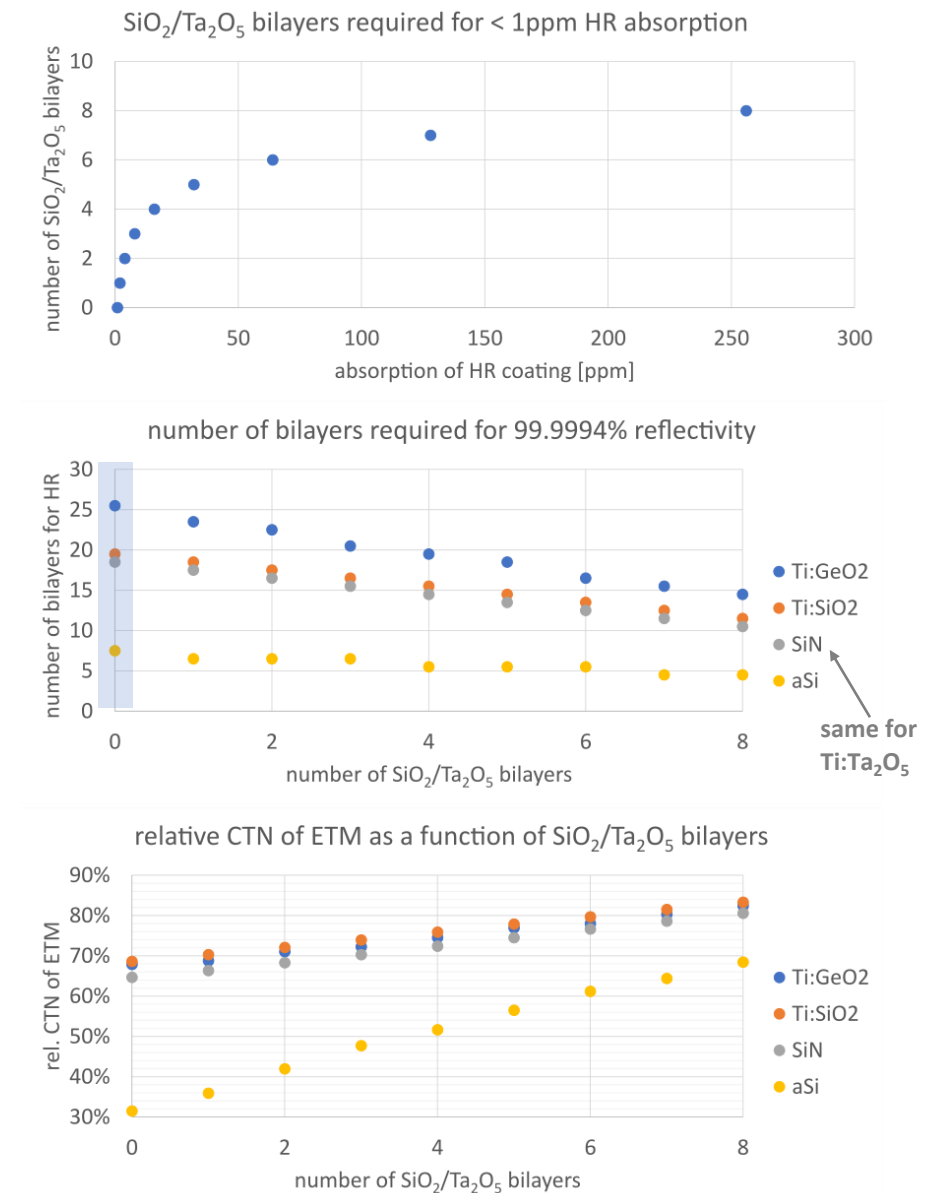 SiO₂/Ta₂O₅ bilayers required for < 1ppm HR absorption
number of SiO₂/Ta₂O₅ bilayers
10
8
6
4
2
0
0 50 100 150 200 250 300
absorption of HR coating [ppm]
number of bilayers required for 99.9994% reflectivity
number of bilayers for HR
30
25
20
15
10
5
0
0 2 4 6 8
number of SiO₂/Ta₂O₅ bilayers
Ti:GeO2
Ti:SiO2
SiN
aSi
same for
Ti:Ta₂O₅
relative CTN of ETM as a function of SiO₂/Ta₂O₅ bilayers
rel. CTN of ETM
90%
80%
70%
60%
50%
40%
30%
0 2 4 6 8
number of SiO₂/Ta₂O₅ bilayers
Ti:GeO2
Ti:SiO2
SiN
aSi